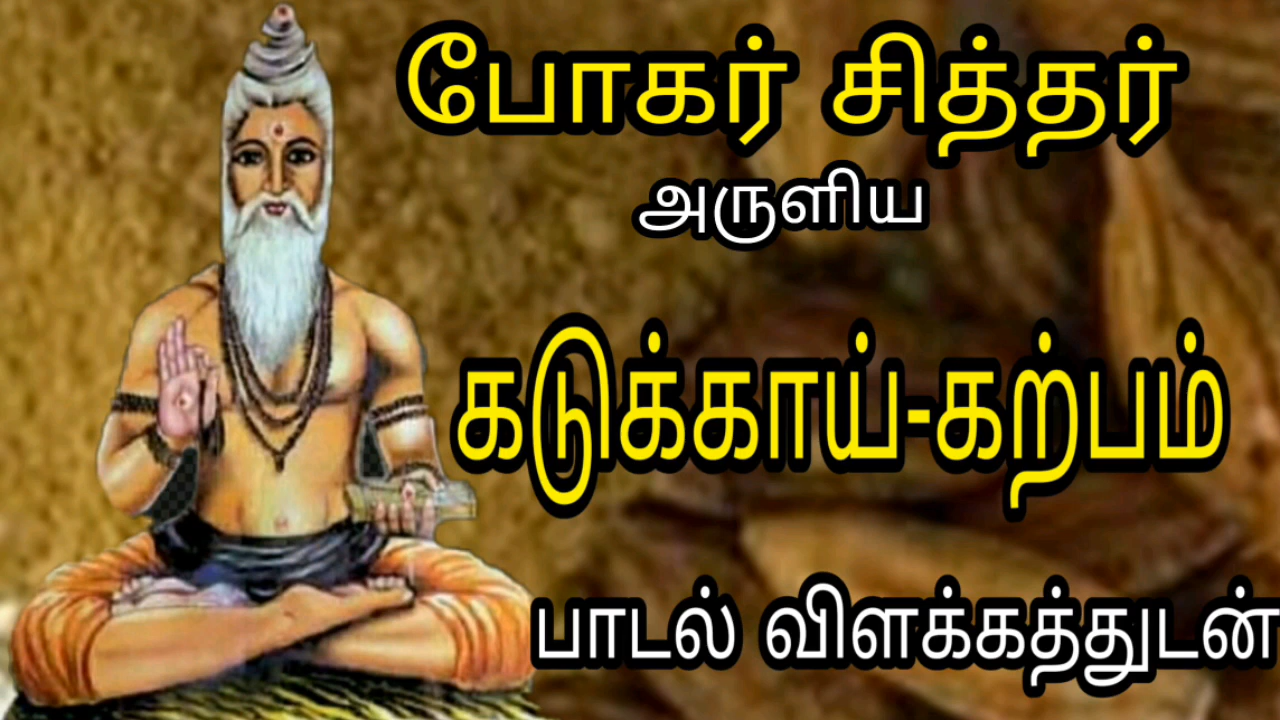 போகர் சித்தர்
அருளிய
கடுக்காய்-கற்பம்
பாடல் விளக்கத்துடன்